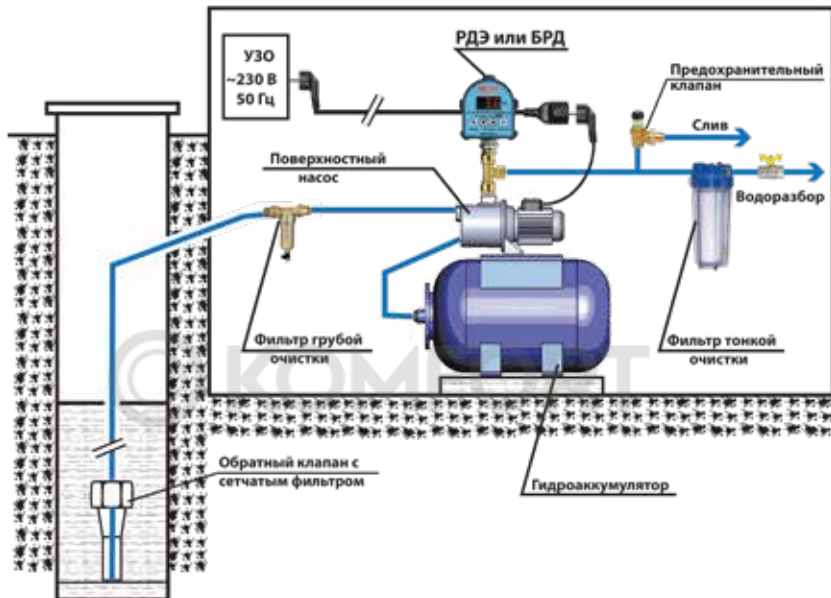 РДЭ или БРД
УЗО
~230 В
50 Гц
Предохранительный
клапан
Слив
Поверхностный
насос
Водоразбор
Фильтр грубой
очистки
Фильтр тонкой
очистки
КОМФОРТ
Обратный клапан с
сетчатым фильтром
Гидроаккумулятор